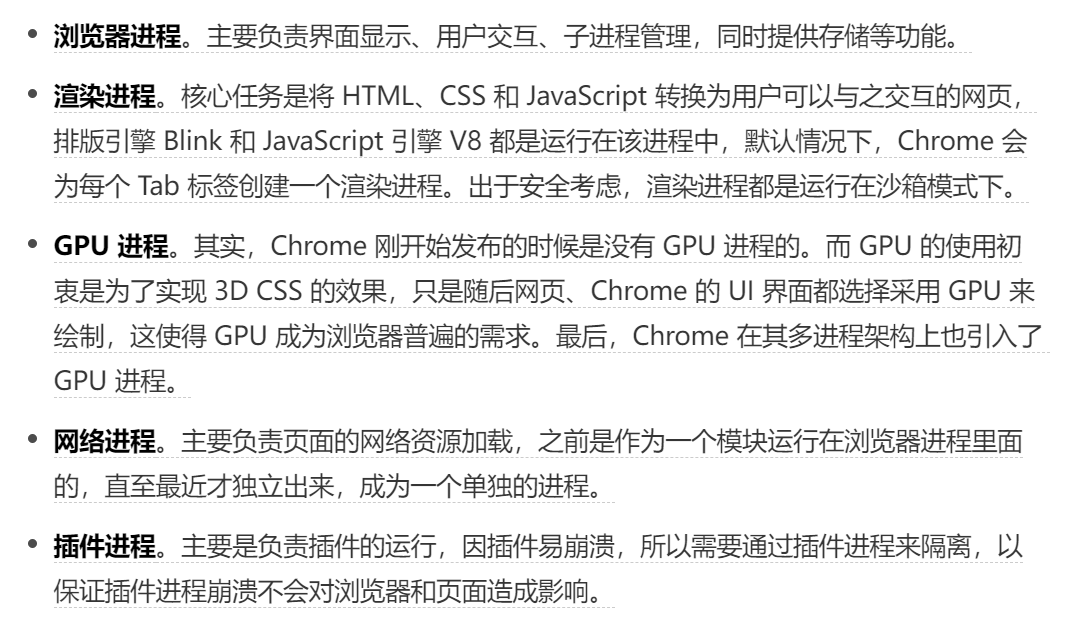 • 浏览器进程。主要负责界面显示、用户交互、子进程管理，同时提供存储等功能。
• 渲染进程。核心任务是将 HTML、CSS 和 JavaScript 转换为用户可以与之交互的网页，
排版引擎 Blink 和 JavaScript 引擎 V8 都是运行在该进程中，默认情况下，Chrome 会
为每个 Tab 标签创建一个渲染进程。出于安全考虑，渲染进程都是运行在沙箱模式下。
• GPU 进程。其实，Chrome 刚开始发布的时候是没有 GPU 进程的。而 GPU 的使用初
衷是为了实现 3D CSS 的效果，只是随后网页、Chrome 的 UI 界面都选择采用 GPU 来
绘制，这使得 GPU 成为浏览器普遍的需求。最后，Chrome 在其多进程架构上也引入了
GPU 进程。
• 网络进程。主要负责页面的网络资源加载，之前是作为一个模块运行在浏览器进程里面
的，直至最近才独立出来，成为一个单独的进程。
• 插件进程。主要是负责插件的运行，因插件易崩溃，所以需要通过插件进程来隔离，以
保证插件进程崩溃不会对浏览器和页面造成影响。